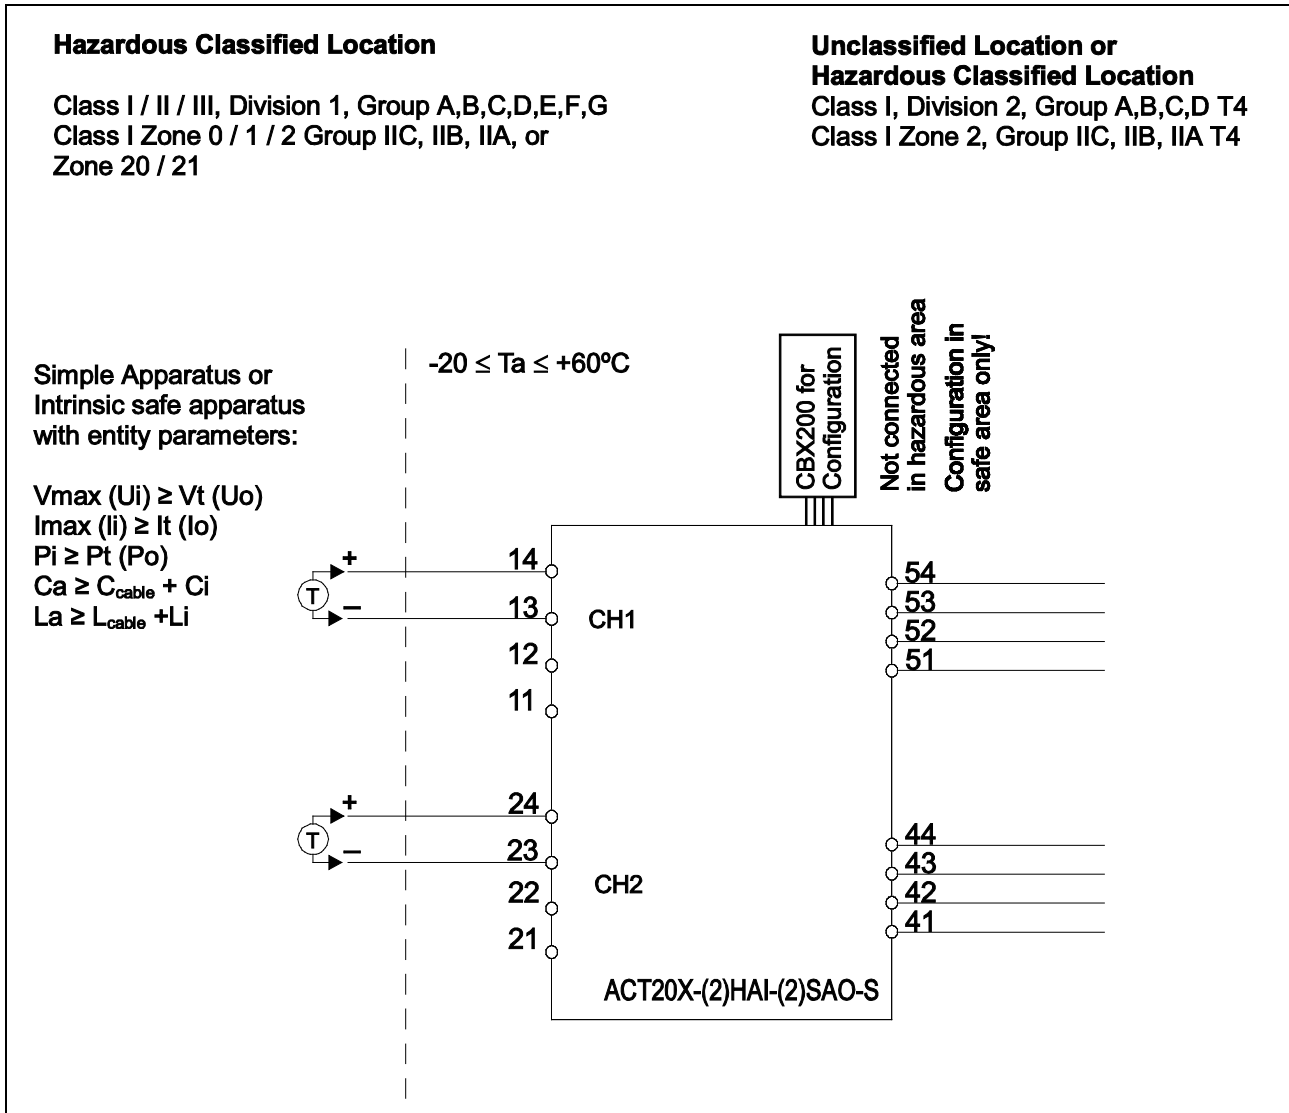 Hazardous Classified Location
Class I / II / III, Division 1, Group A,B,C,D,E,F,G
Class I Zone 0 / 1 / 2 Group IIC, IIB, IIA, or
Zone 20 / 21
Unclassified Location or
Hazardous Classified Location
Class I, Division 2, Group A,B,C,D T4
Class I Zone 2, Group IIC, IIB, IIA T4
Simple Apparatus or
Intrinsic safe apparatus
with entity parameters:
Vmax (Ui) ≥ Vt (Uo)
Imax (Ii) ≥ It (Io)
Pi ≥ Pt (Po)
Ca ≥ Ccable + Ci
La ≥ Lcable +Li
-20 ≤ Ta ≤ +60ºC
CBX200 for
Configuration
Not connected
in hazardous area
Configuration in
safe area only!
T
+
–
14
13
12
11
CH1
54
53
52
51
T
+
–
24
23
22
21
CH2
44
43
42
41
ACT20X-(2)HAI-(2)SAO-S